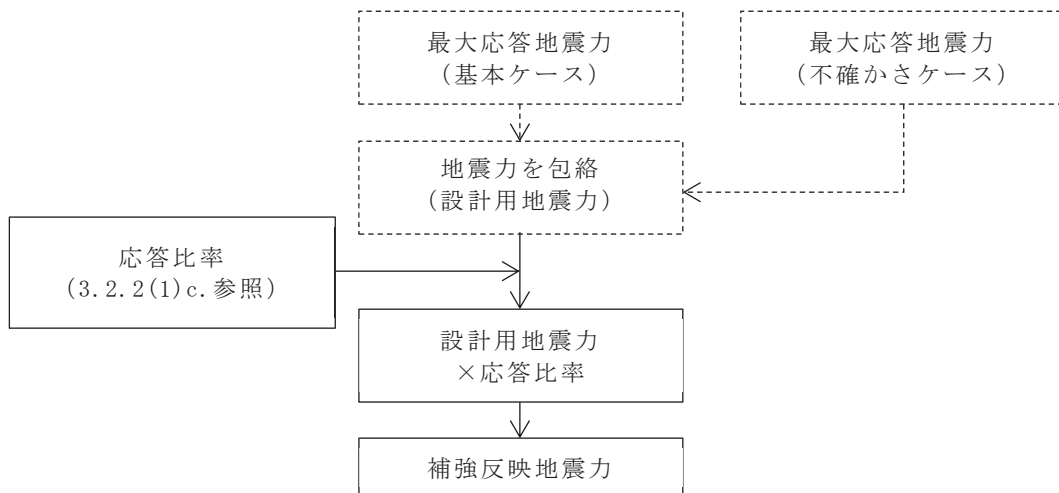 最大応答地震力
(基本ケース)
最大応答地震力
(不確かさケース)
地震力を包絡
(設計用地震力)
応答比率
(3.2.2(1)c.参照)
設計用地震力
×応答比率
補強反映地震力